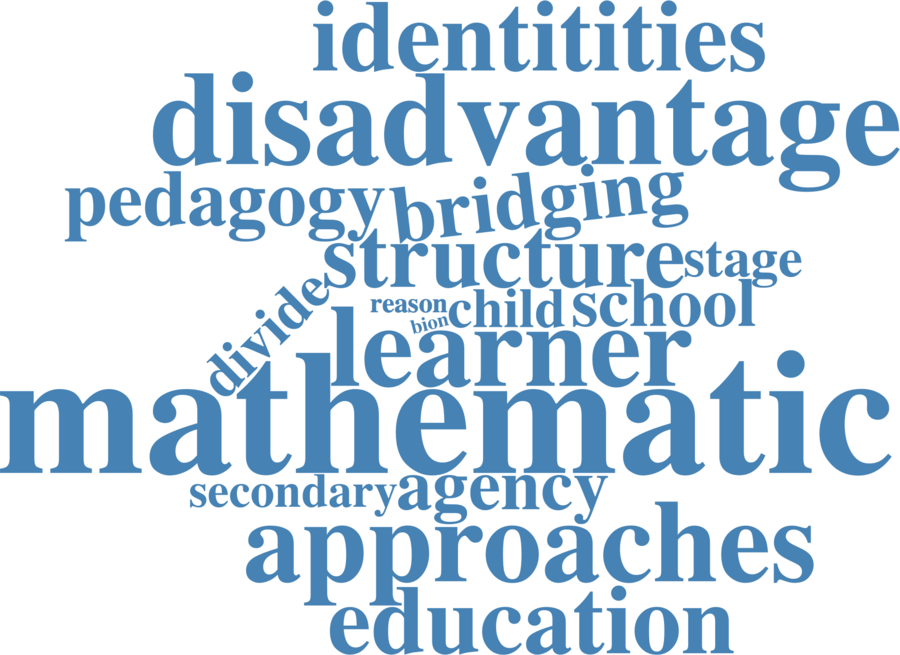 identitities
disadvantage
pedagogy bridging
structure stage
divide reason child school
bion
learner
mathematic
secondary agency
approaches
education